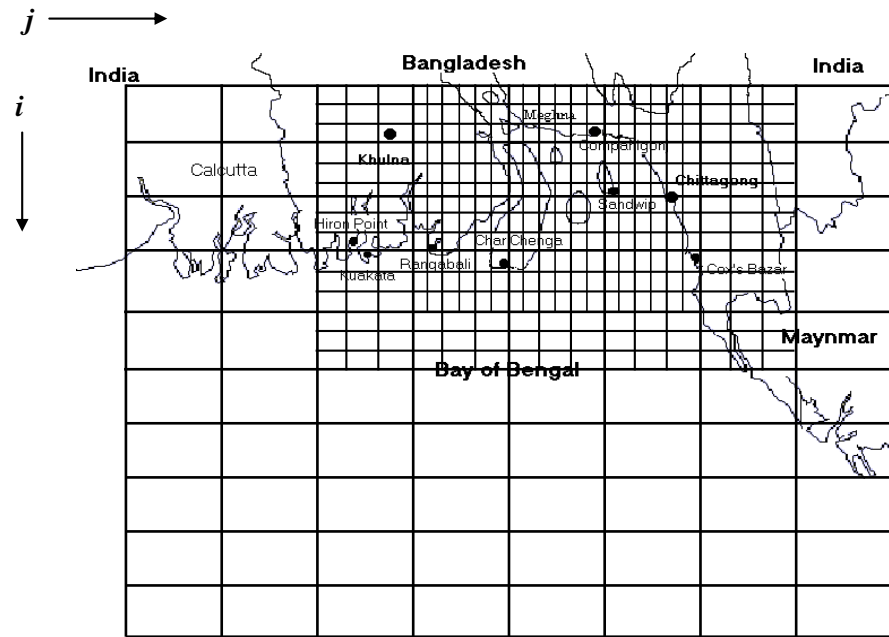 j
Bangladesh
India
India
i
Meghna
Companigon
Khulna
Calcutta
Chittagong
Sandwip
Hiron Point
Char Chenga
Rangabali
Kuakata
Cox's Bazar
Maynmar
Bay of Bengal